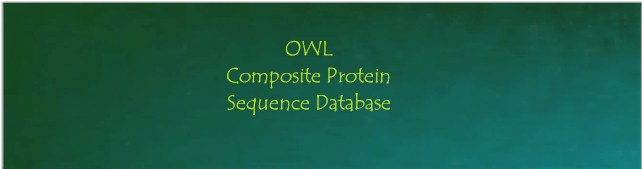 OWL
Composite Protein
Sequence Database